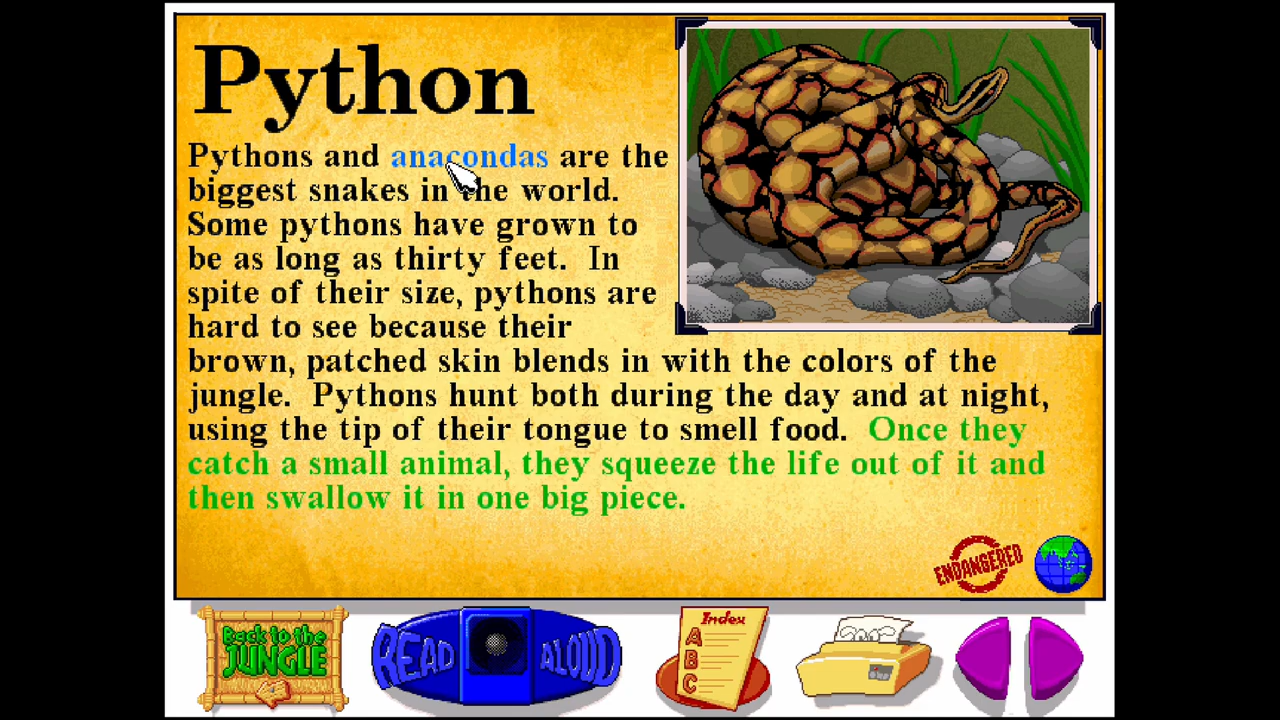 Python
Pythons and anacondas are the
biggest snakes in the world.
Some pythons have grown to
be as long as thirty feet. In
spite of their size, pythons are
hard to see because their
brown, patched skin blends in with the colors of the
jungle. Pythons hunt both during the day and at night,
using the tip of their tongue to smell food. Once they
catch a small animal, they squeeze the life out of it and
then swallow it in one big piece.
ENDANGERED
Back to the
JUNGLE
READ ALOUD
Index
A
B
C